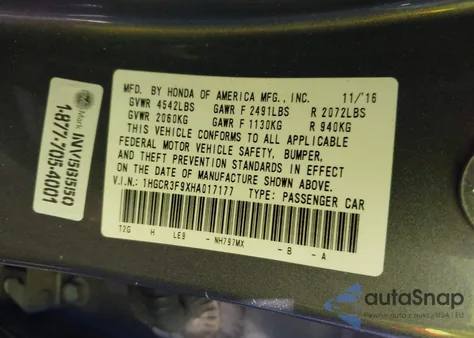 MFD. BY HONDA OF AMERICA MFG., INC. 11/'16
GVWR 4542LBS GAWR F 2491LBS R 2072LBS
GVWR 2060KG GAWR F 1130KG R 940KG
THIS VEHICLE CONFORMS TO ALL APPLICABLE
FEDERAL MOTOR VEHICLE SAFETY, BUMPER,
AND THEFT PREVENTION STANDARDS IN EFFECT
ON THE DATE OF MANUFACTURE SHOWN ABOVE.
V.I.N.: 1HGCR3F9XHA017177 TYPE: PASSENGER CAR
T2G H LE9 - NH797MX - B - A
1-877-705-4001
autoSnap